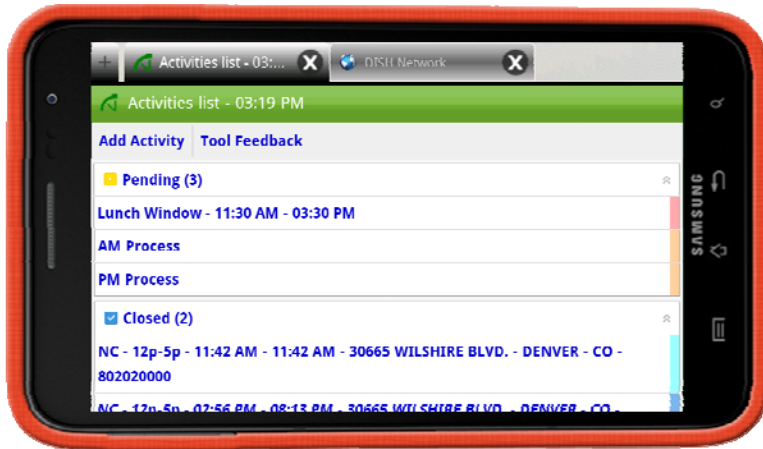 + Activities list - 03:... X DISH Network X
Activities list - 03:19 PM
Add Activity Tool Feedback
Pending (3)
Lunch Window - 11:30 AM - 03:30 PM
AM Process
PM Process
Closed (2)
NC - 12p-5p - 11:42 AM - 11:42 AM - 30665 WILSHIRE BLVD. - DENVER - CO -
802020000
NC - 12p-5p - 02:56 PM - 08:13 PM - 30665 WILSHIRE BLVD. - DENVER - CO -
SAMSUNG